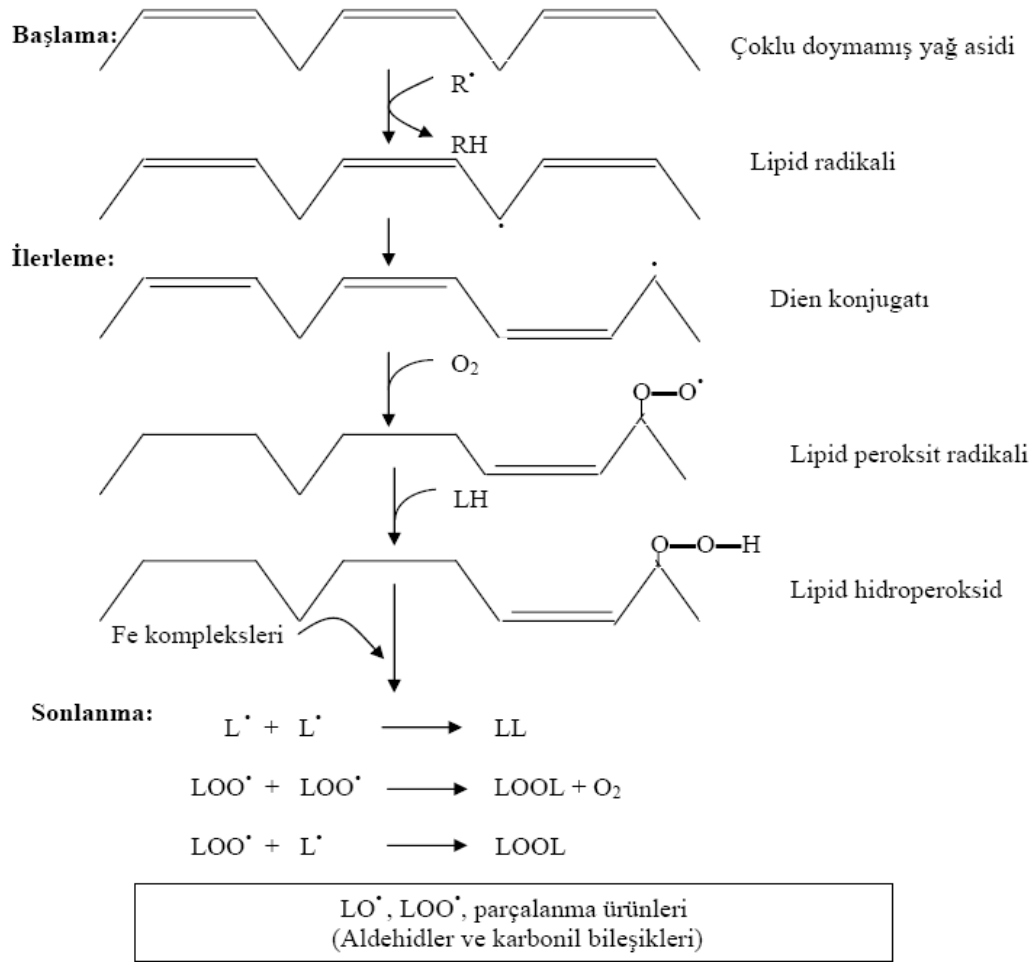 Başlama:
Çoklu doymamış yağ asidi
R•
RH
Lipid radikali
İlerleme:
Dien konjugatı
O₂
O—O•
Lipid peroksit radikali
LH
O—O—H
Lipid hidroperoksid
Fe kompleksleri
Sonlanma:
L• + L• ⟶ LL
LOO• + LOO• ⟶ LOOL + O₂
LOO• + L• ⟶ LOOL
LO•, LOO•, parçalanma ürünleri
(Aldehidler ve karbonil bileşikleri)